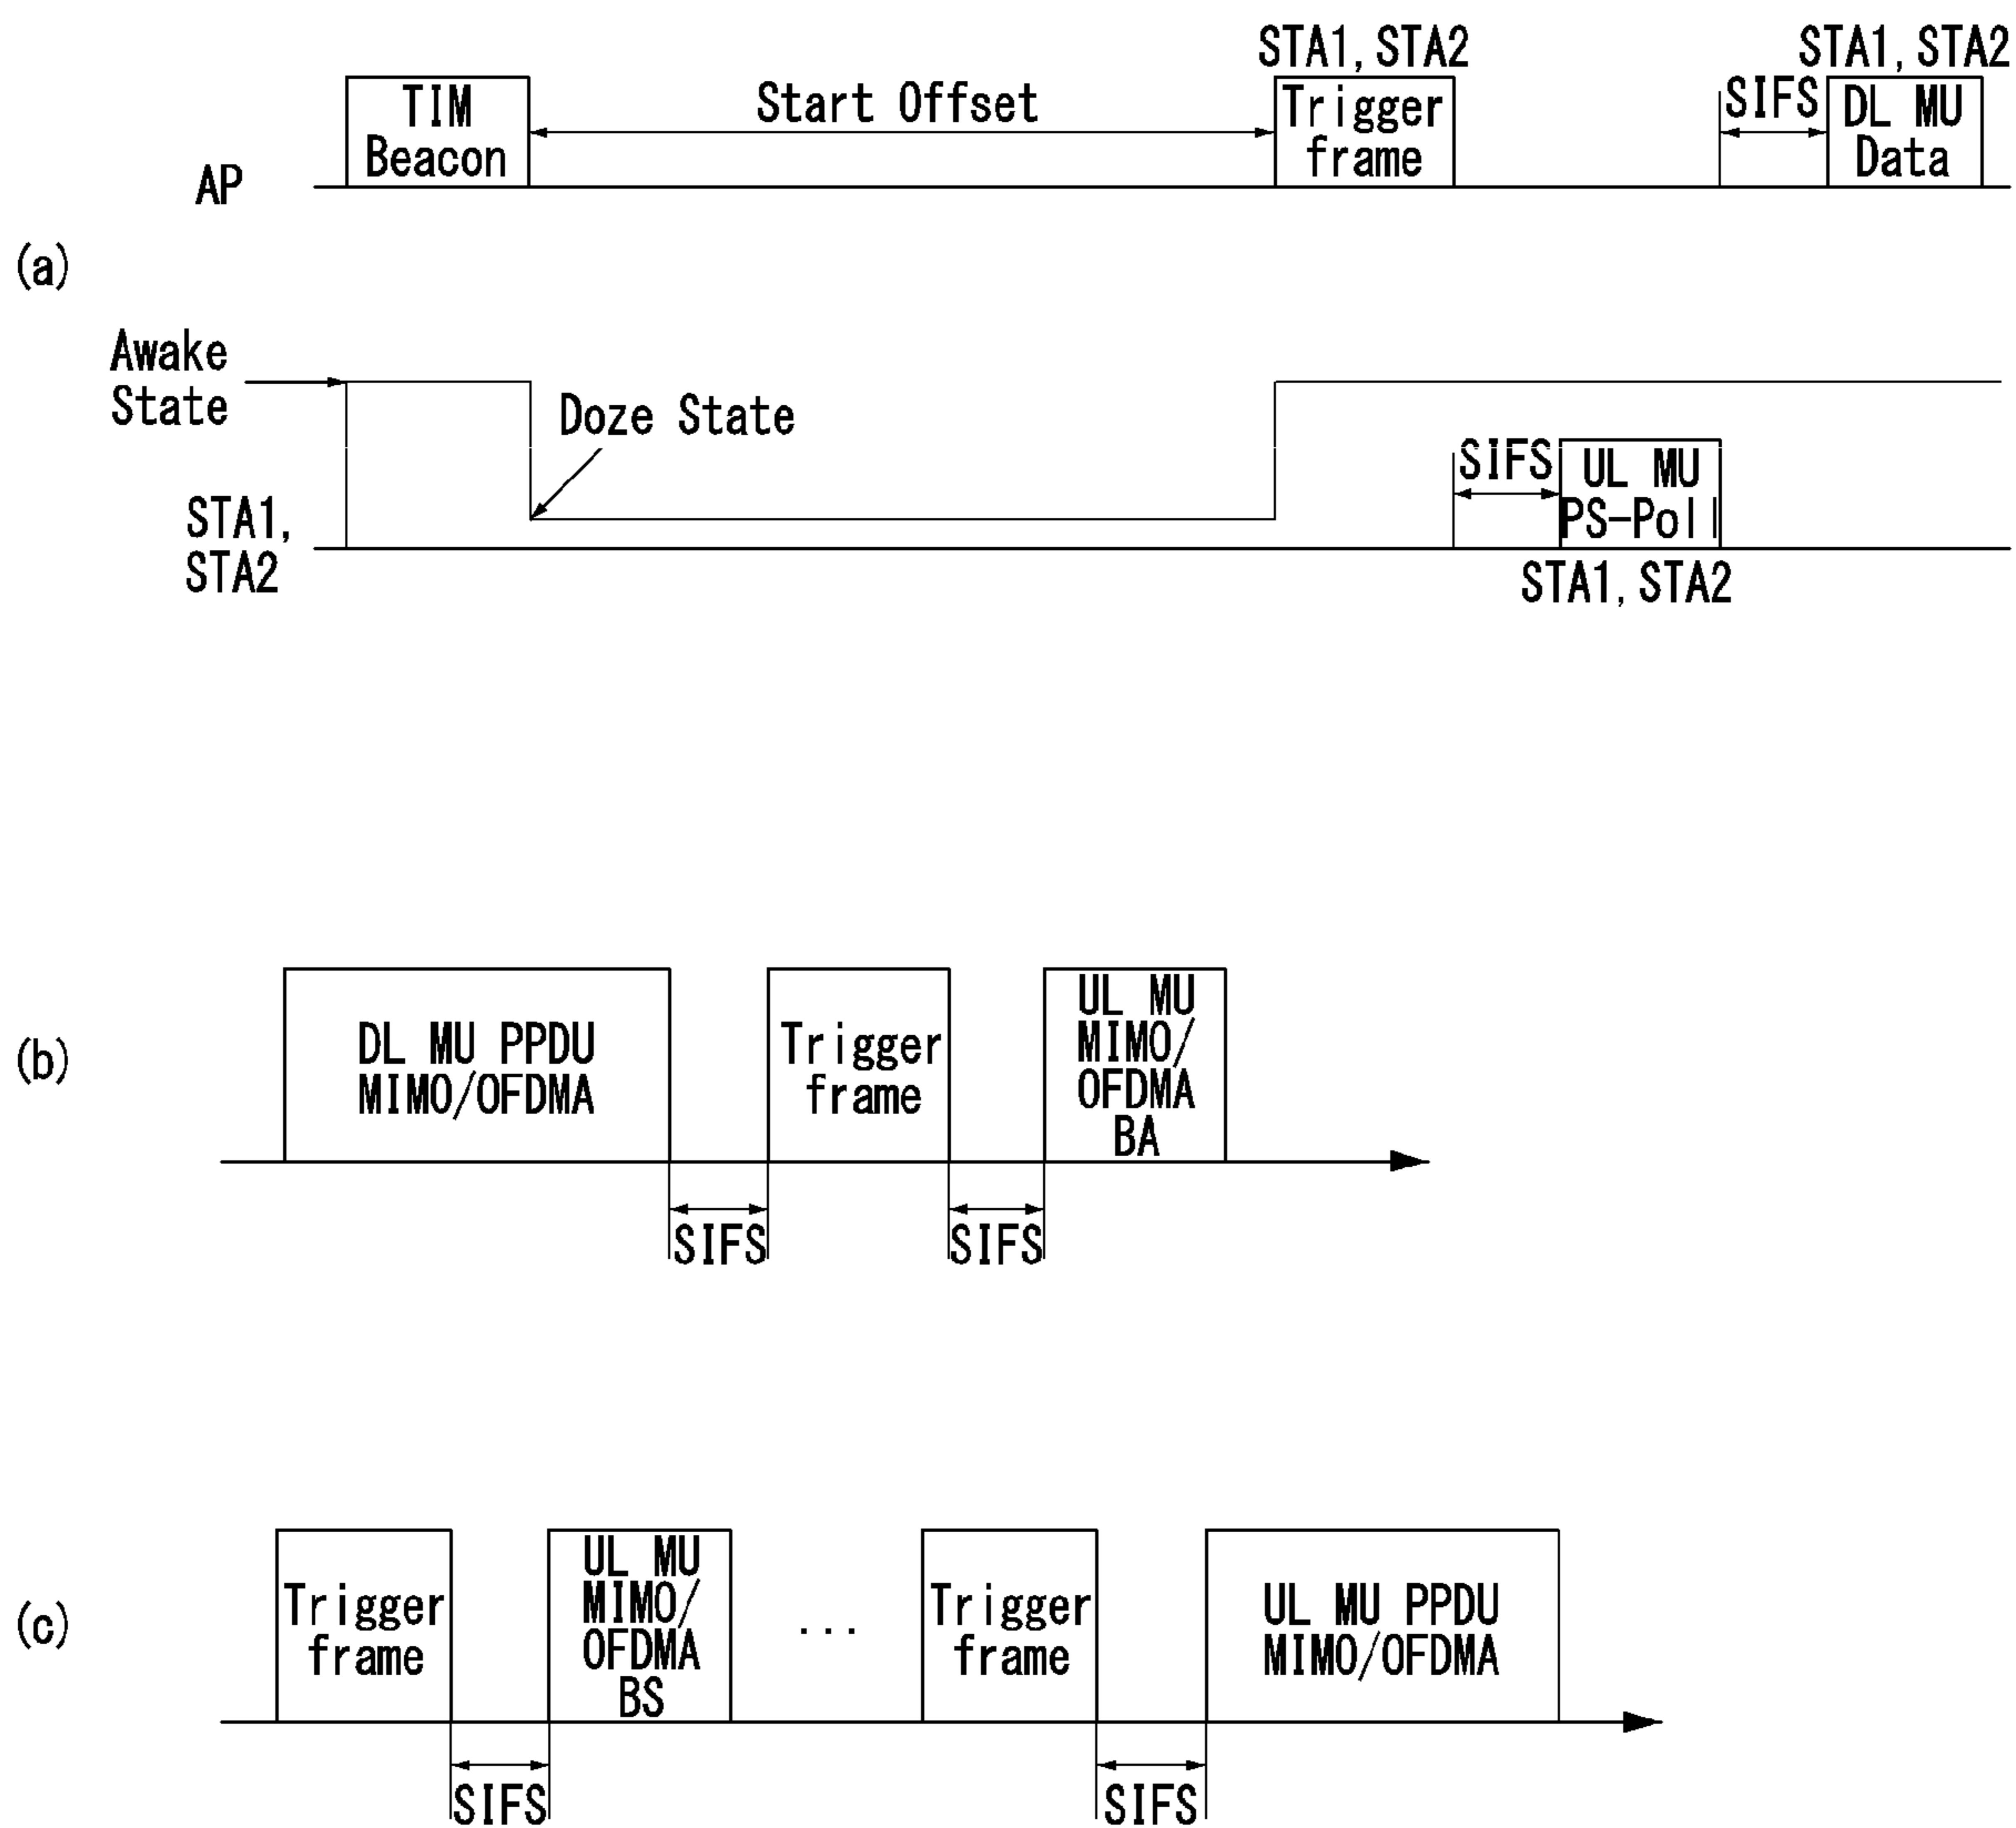 STA1, STA2
STA1, STA2
TIM
Beacon
Start Offset
Trigger
frame
SIFS
DL MU
Data
AP
(a)
Awake
State
Doze State
SIFS
UL MU
PS-Poll
STA1,
STA2
STA1, STA2
(b)
DL MU PPDU
MIMO/OFDMA
Trigger
frame
UL MU
MIMO/
OFDMA
BA
SIFS
SIFS
(c)
Trigger
frame
UL MU
MIMO/
OFDMA
BS
...
Trigger
frame
UL MU PPDU
MIMO/OFDMA
SIFS
SIFS